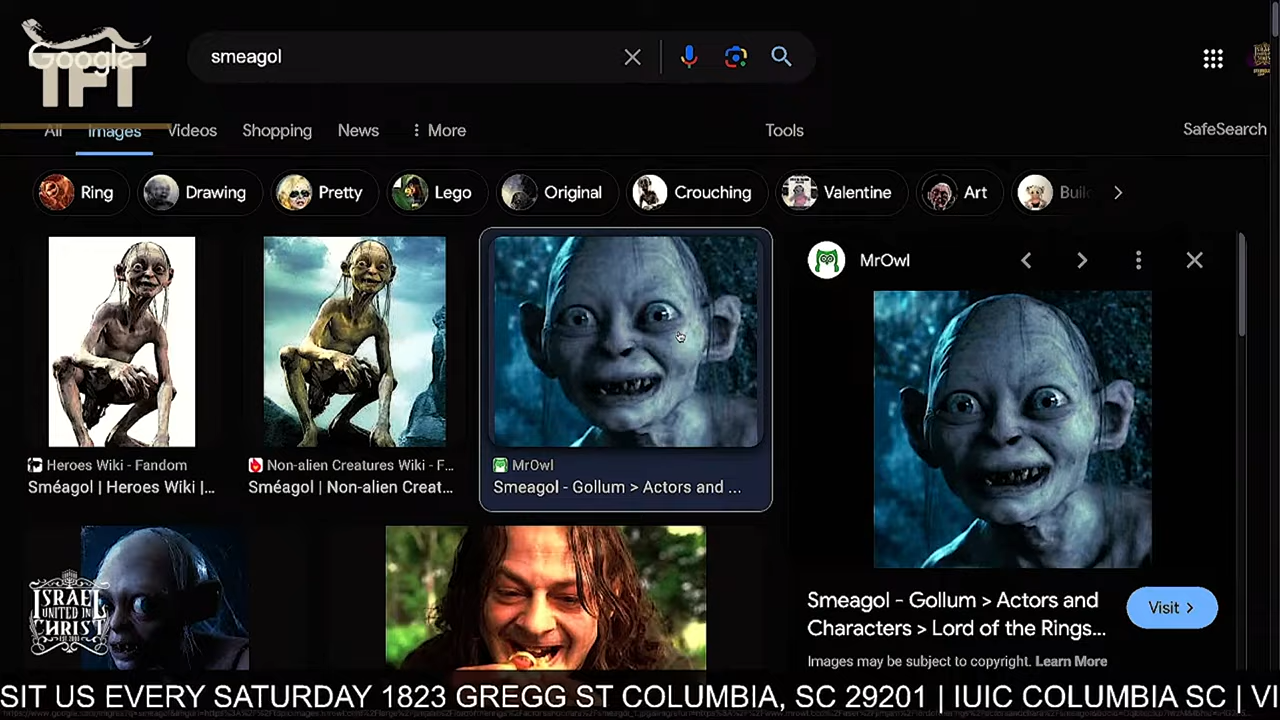 Google
TFT
smeagol
All
Images
Videos
Shopping
News
More
Tools
SafeSearch
Ring
Drawing
Pretty
Lego
Original
Crouching
Valentine
Art
MrOwl
Heroes Wiki - Fandom
Sméagol | Heroes Wiki |...
Non-alien Creatures Wiki - F...
Sméagol | Non-alien Creat...
MrOwl
Smeagol - Gollum > Actors and ...
Smeagol - Gollum > Actors and
Characters > Lord of the Rings...
Visit >
Images may be subject to copyright. Learn More
ISRAEL
UNITED IN
CHRIST
SIT US EVERY SATURDAY 1823 GREGG ST COLUMBIA, SC 29201 | IUIC COLUMBIA SC | VI